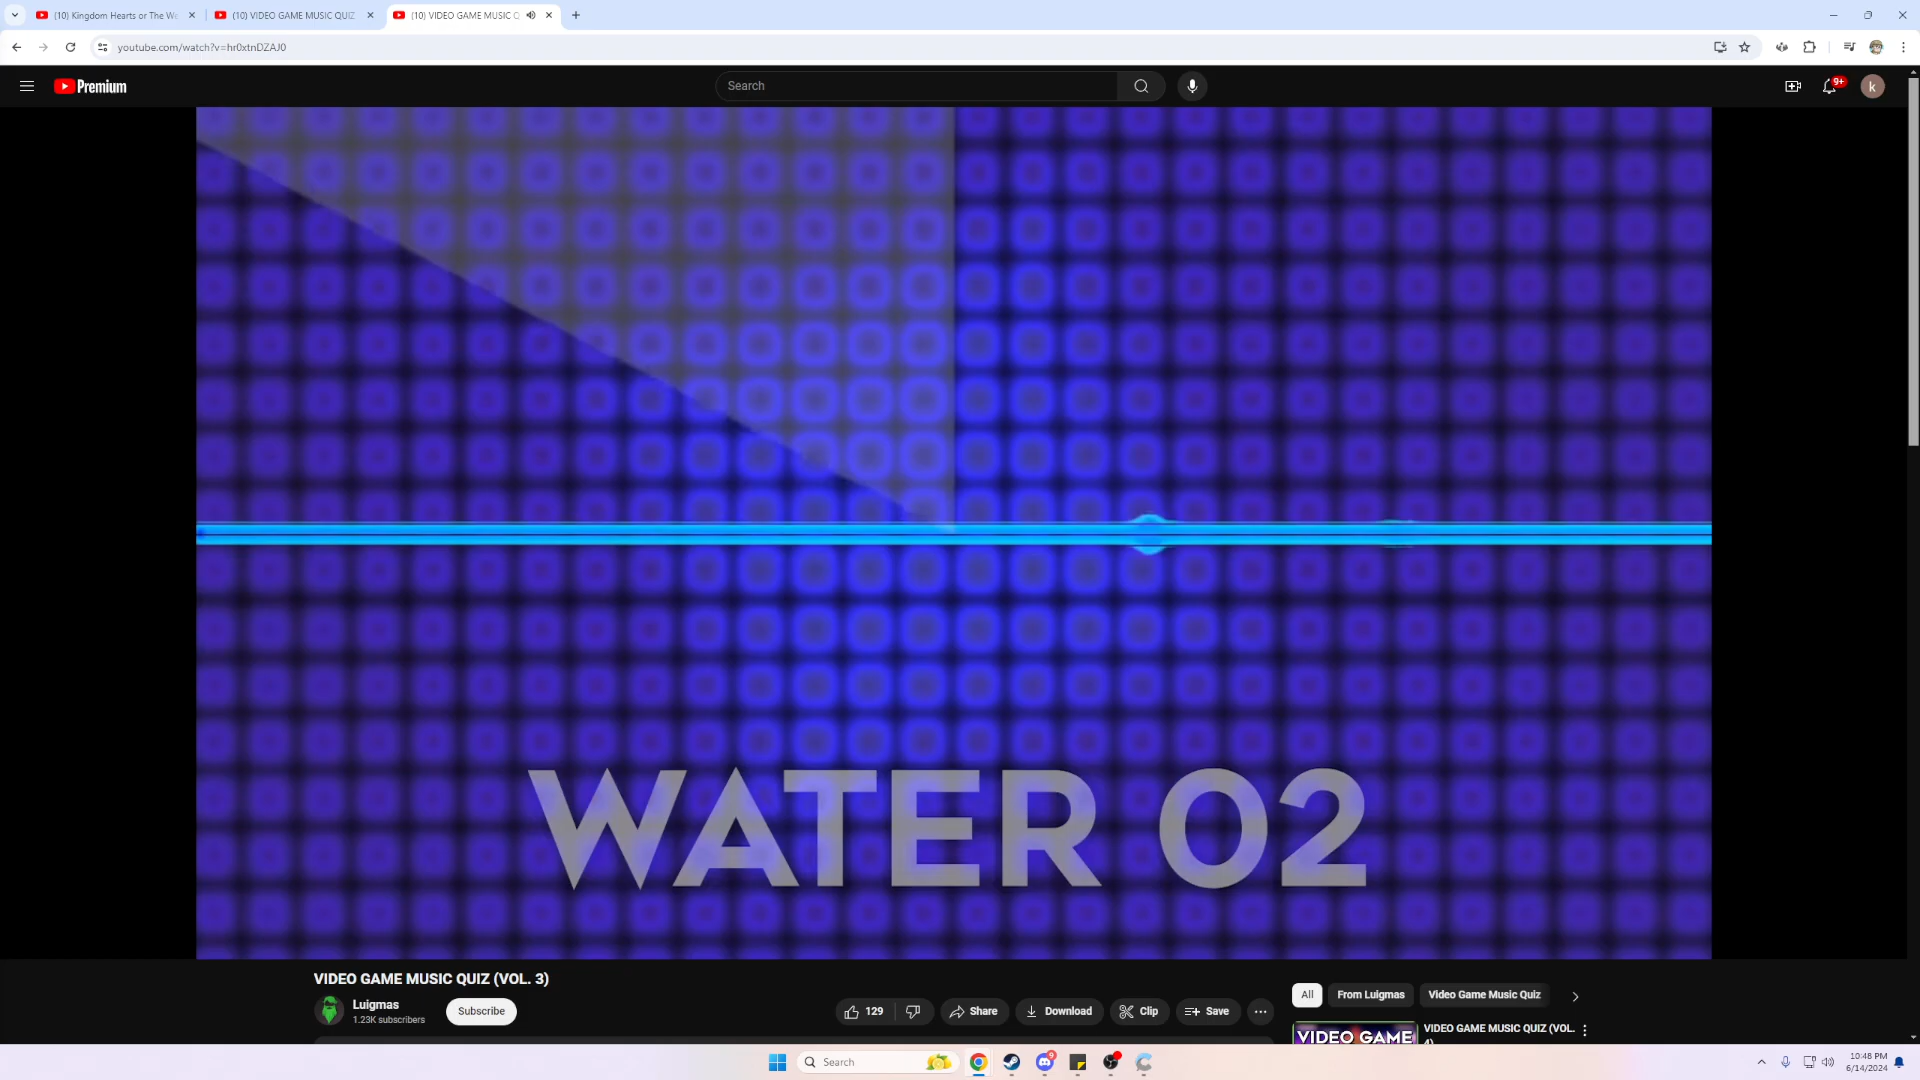 (10) Kingdom Hearts or The We
(10) VIDEO GAME MUSIC QUIZ
(10) VIDEO GAME MUSIC Q
youtube.com/watch?v=hr0xtnDZAJ0
Premium
Search
9+
k
WATER 02
VIDEO GAME MUSIC QUIZ (VOL. 3)
Luigmas
1.23K subscribers
Subscribe
129
Share
Download
Clip
Save
All
From Luigmas
Video Game Music Quiz
VIDEO GAME
VIDEO GAME MUSIC QUIZ (VOL.
4)
Search
9
10:48 PM
6/14/2024